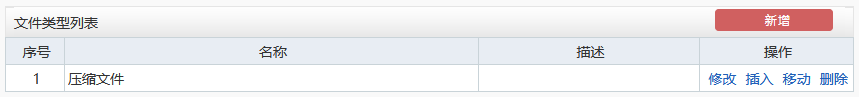 文件类型列表 新增
序号 名称 描述 操作
1 压缩文件 修改 插入 移动 删除